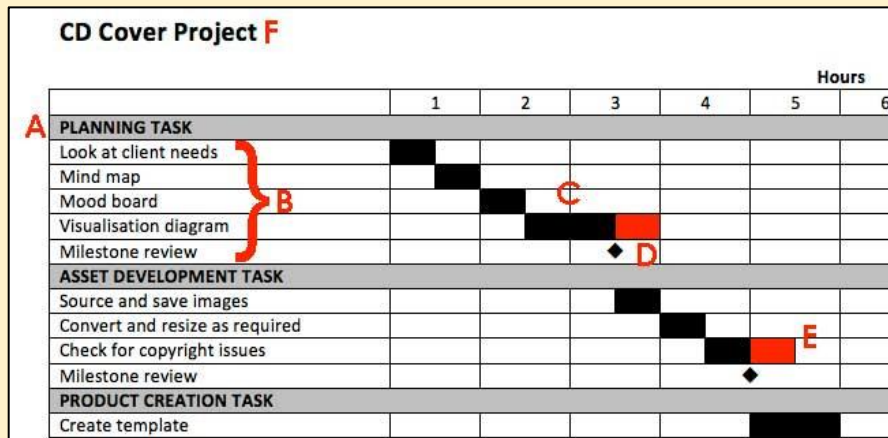 CD Cover Project F
Hours
1 2 3 4 5 6
A PLANNING TASK
Look at client needs
Mind map
B
Mood board C
Visualisation diagram
Milestone review D
ASSET DEVELOPMENT TASK
Source and save images
Convert and resize as required
Check for copyright issues E
Milestone review
PRODUCT CREATION TASK
Create template